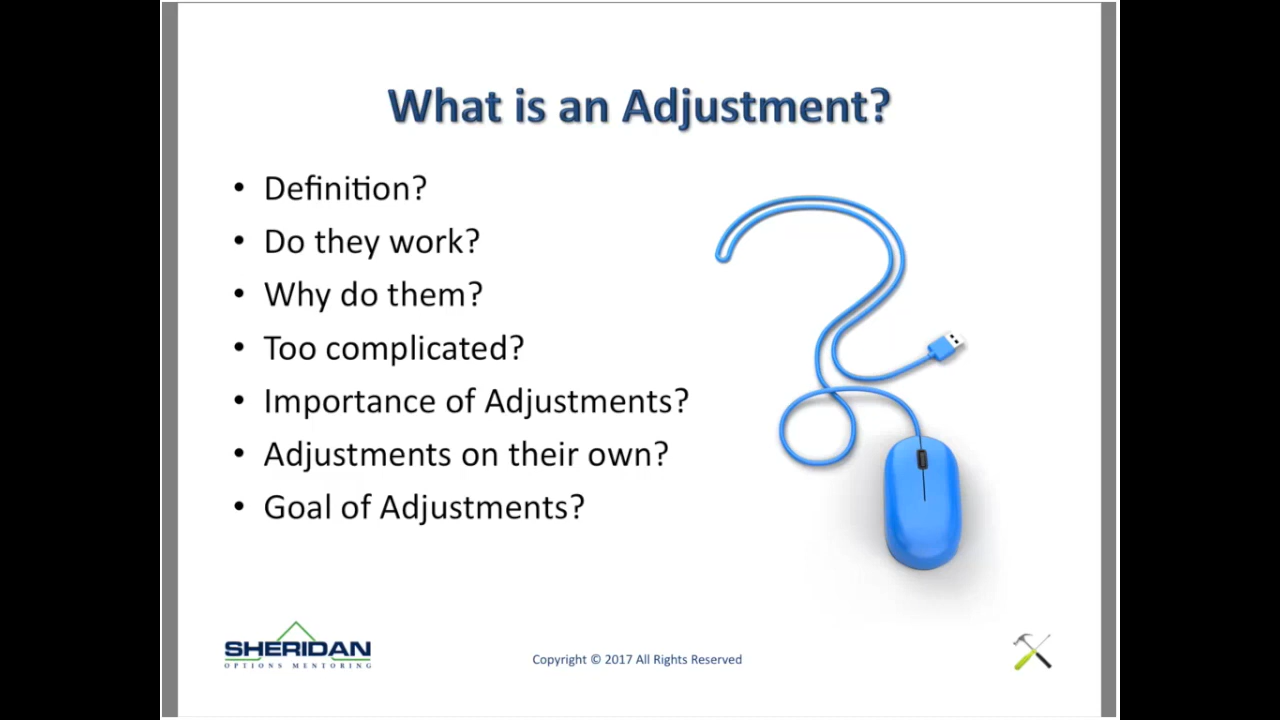 What is an Adjustment?
• Definition?
• Do they work?
• Why do them?
• Too complicated?
• Importance of Adjustments?
• Adjustments on their own?
• Goal of Adjustments?
SHERIDAN
OPTIONS MENTORING
Copyright © 2017 All Rights Reserved